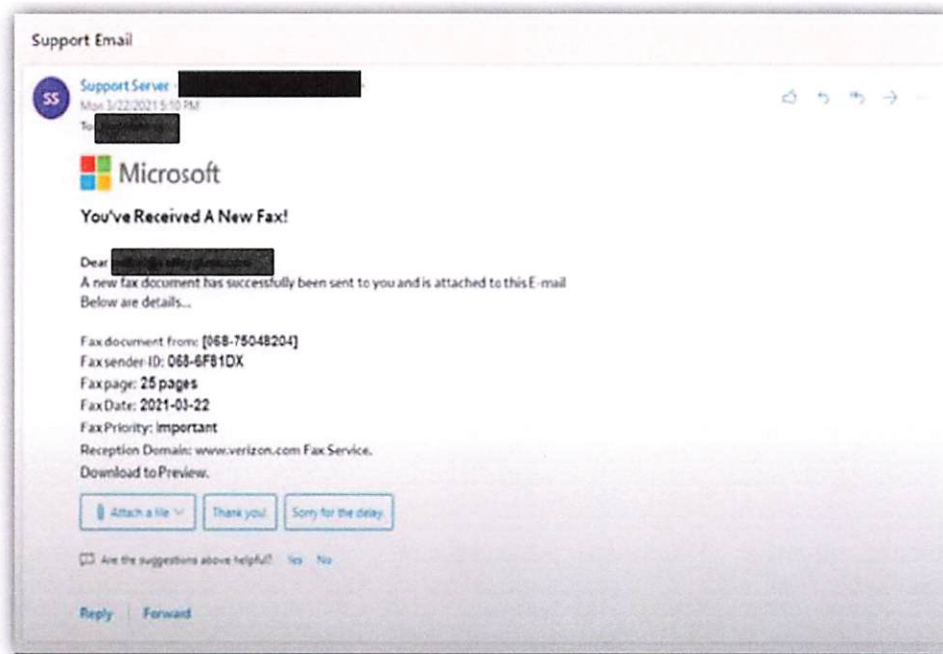 Support Email
SS
Support Server
Mon 3/22/2021 5:10 PM
To:
Microsoft
You've Received A New Fax!
Dear
A new fax document has successfully been sent to you and is attached to this E-mail
Below are details...
Fax document from: [068-75048204]
Fax sender-ID: 068-6F81DX
Fax page: 25 pages
Fax Date: 2021-03-22
Fax Priority: Important
Reception Domain: www.verizon.com Fax Service.
Download to Preview.
Attach a file
Thank you!
Sorry for the delay.
Are the suggestions above helpful? Yes No
Reply Forward